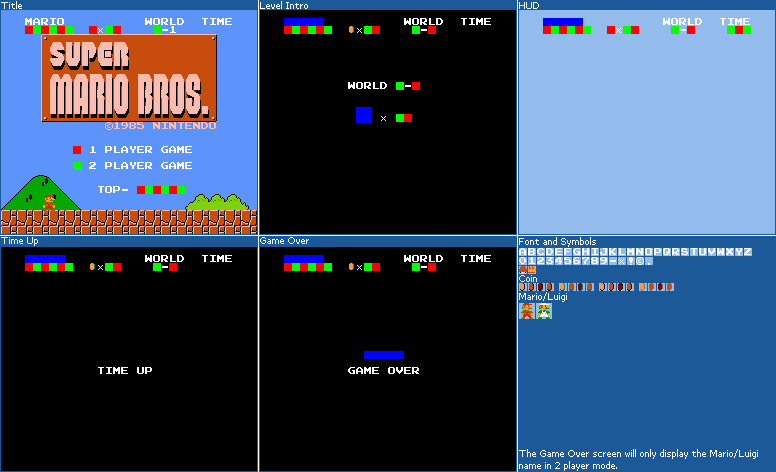 Title
MARIO WORLD TIME
× -1
SUPER
MARIO BROS.
©1985 NINTENDO
1 PLAYER GAME
2 PLAYER GAME
TOP-
Level Intro
WORLD TIME
× -
WORLD -
×
HUD
WORLD TIME
× -
Time Up
WORLD TIME
× -
TIME UP
Game Over
WORLD TIME
× -
GAME OVER
Font and Symbols
ABCDEFGHIJKLMNOPQRSTUVWXYZ
0123456789-×!©.
Coin
Mario/Luigi
The Game Over screen will only display the Mario/Luigi
name in 2 player mode.